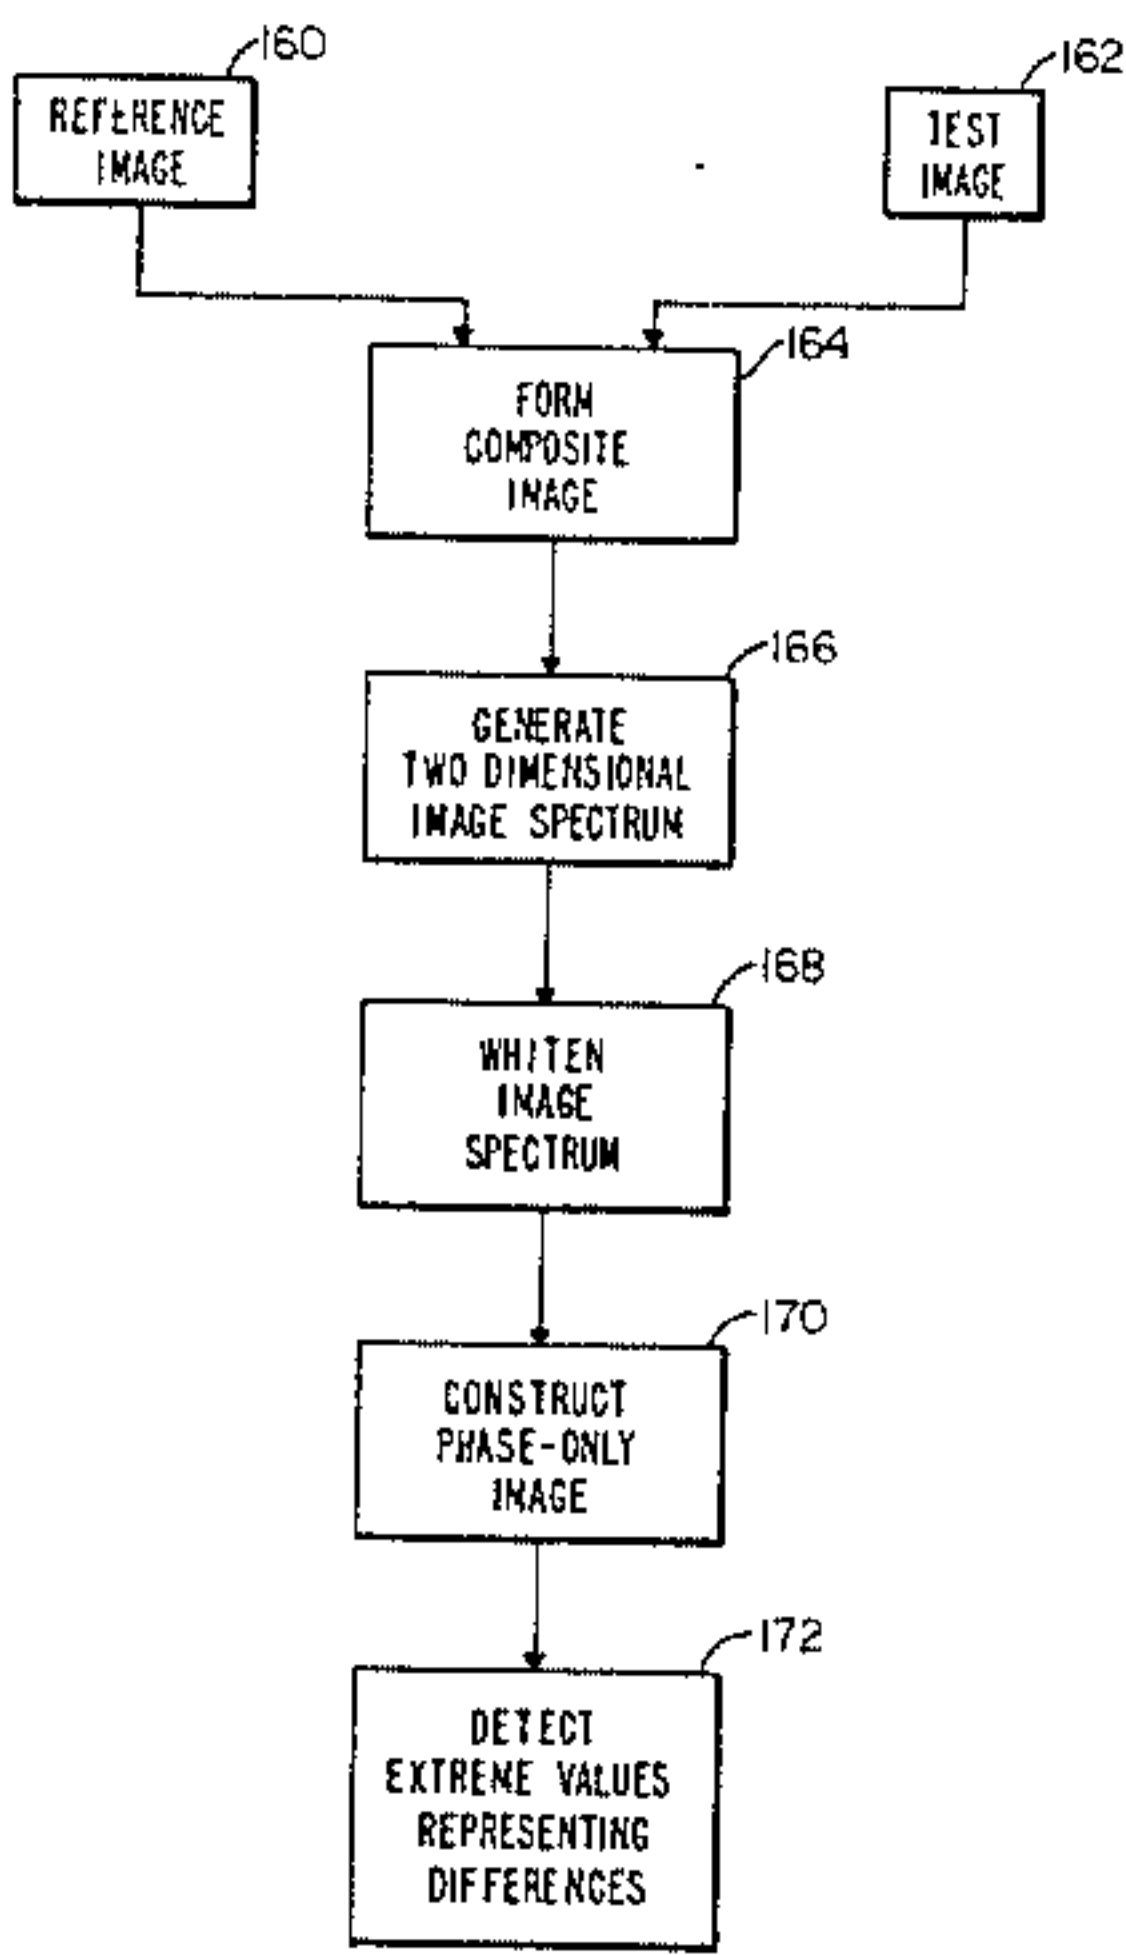 160
REFERENCE
IMAGE
162
TEST
IMAGE
164
FORM
COMPOSITE
IMAGE
166
GENERATE
TWO DIMENSIONAL
IMAGE SPECTRUM
168
WHITEN
IMAGE
SPECTRUM
170
CONSTRUCT
PHASE-ONLY
IMAGE
172
DETECT
EXTREME VALUES
REPRESENTING
DIFFERENCES